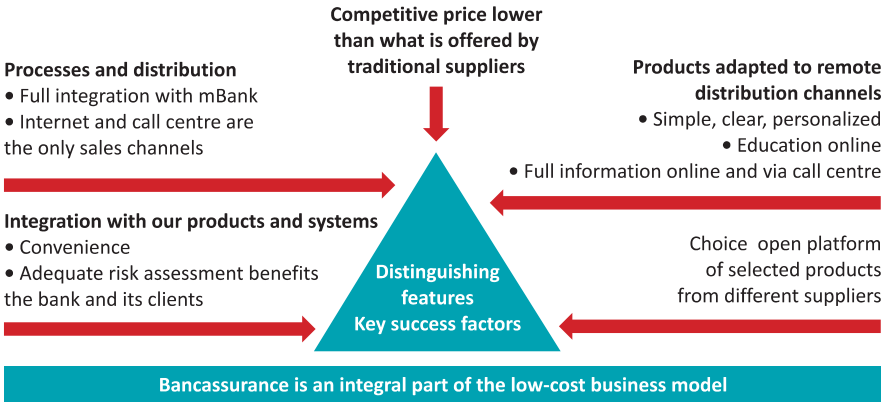 Competitive price lower
than what is offered by
traditional suppliers
Processes and distribution
• Full integration with mBank
• Internet and call centre are
the only sales channels
Products adapted to remote
distribution channels
• Simple, clear, personalized
• Education online
• Full information online and via call centre
Integration with our products and systems
• Convenience
• Adequate risk assessment benefits
the bank and its clients
Choice open platform
of selected products
from different suppliers
Distinguishing
features
Key success factors
Bancassurance is an integral part of the low-cost business model